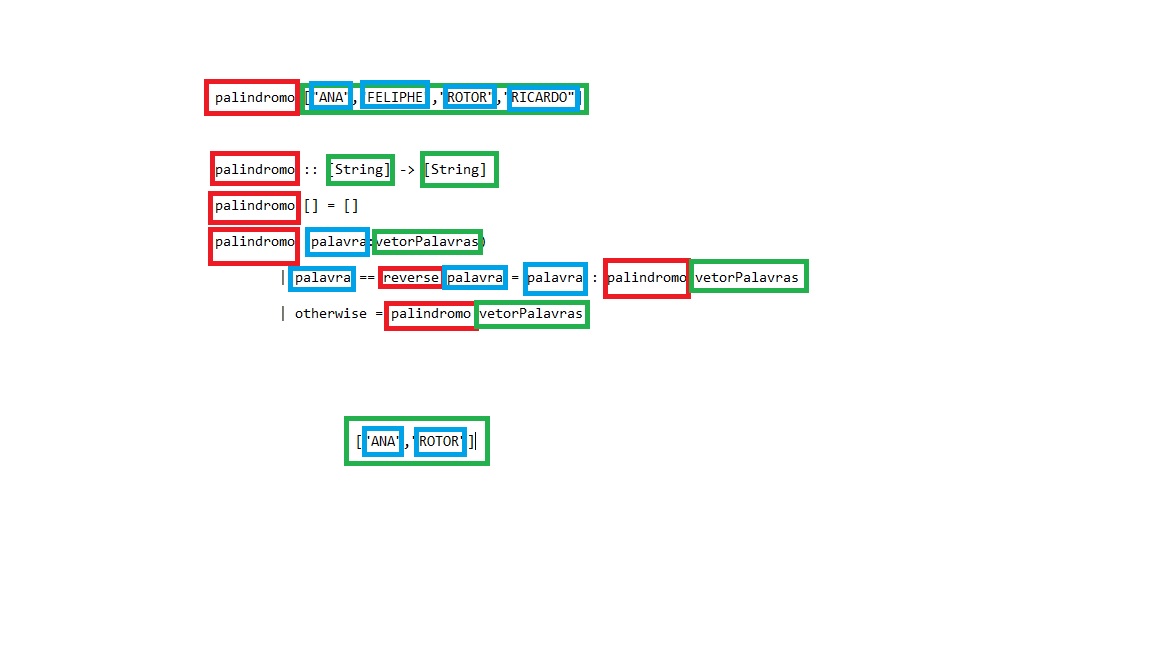 palindromo ["ANA","FELIPHE","ROTOR","RICARDO"]
palindromo :: [String] -> [String]
palindromo [] = []
palindromo (palavra:vetorPalavras)
| palavra == reverse palavra = palavra : palindromo vetorPalavras
| otherwise = palindromo vetorPalavras
["ANA","ROTOR"]